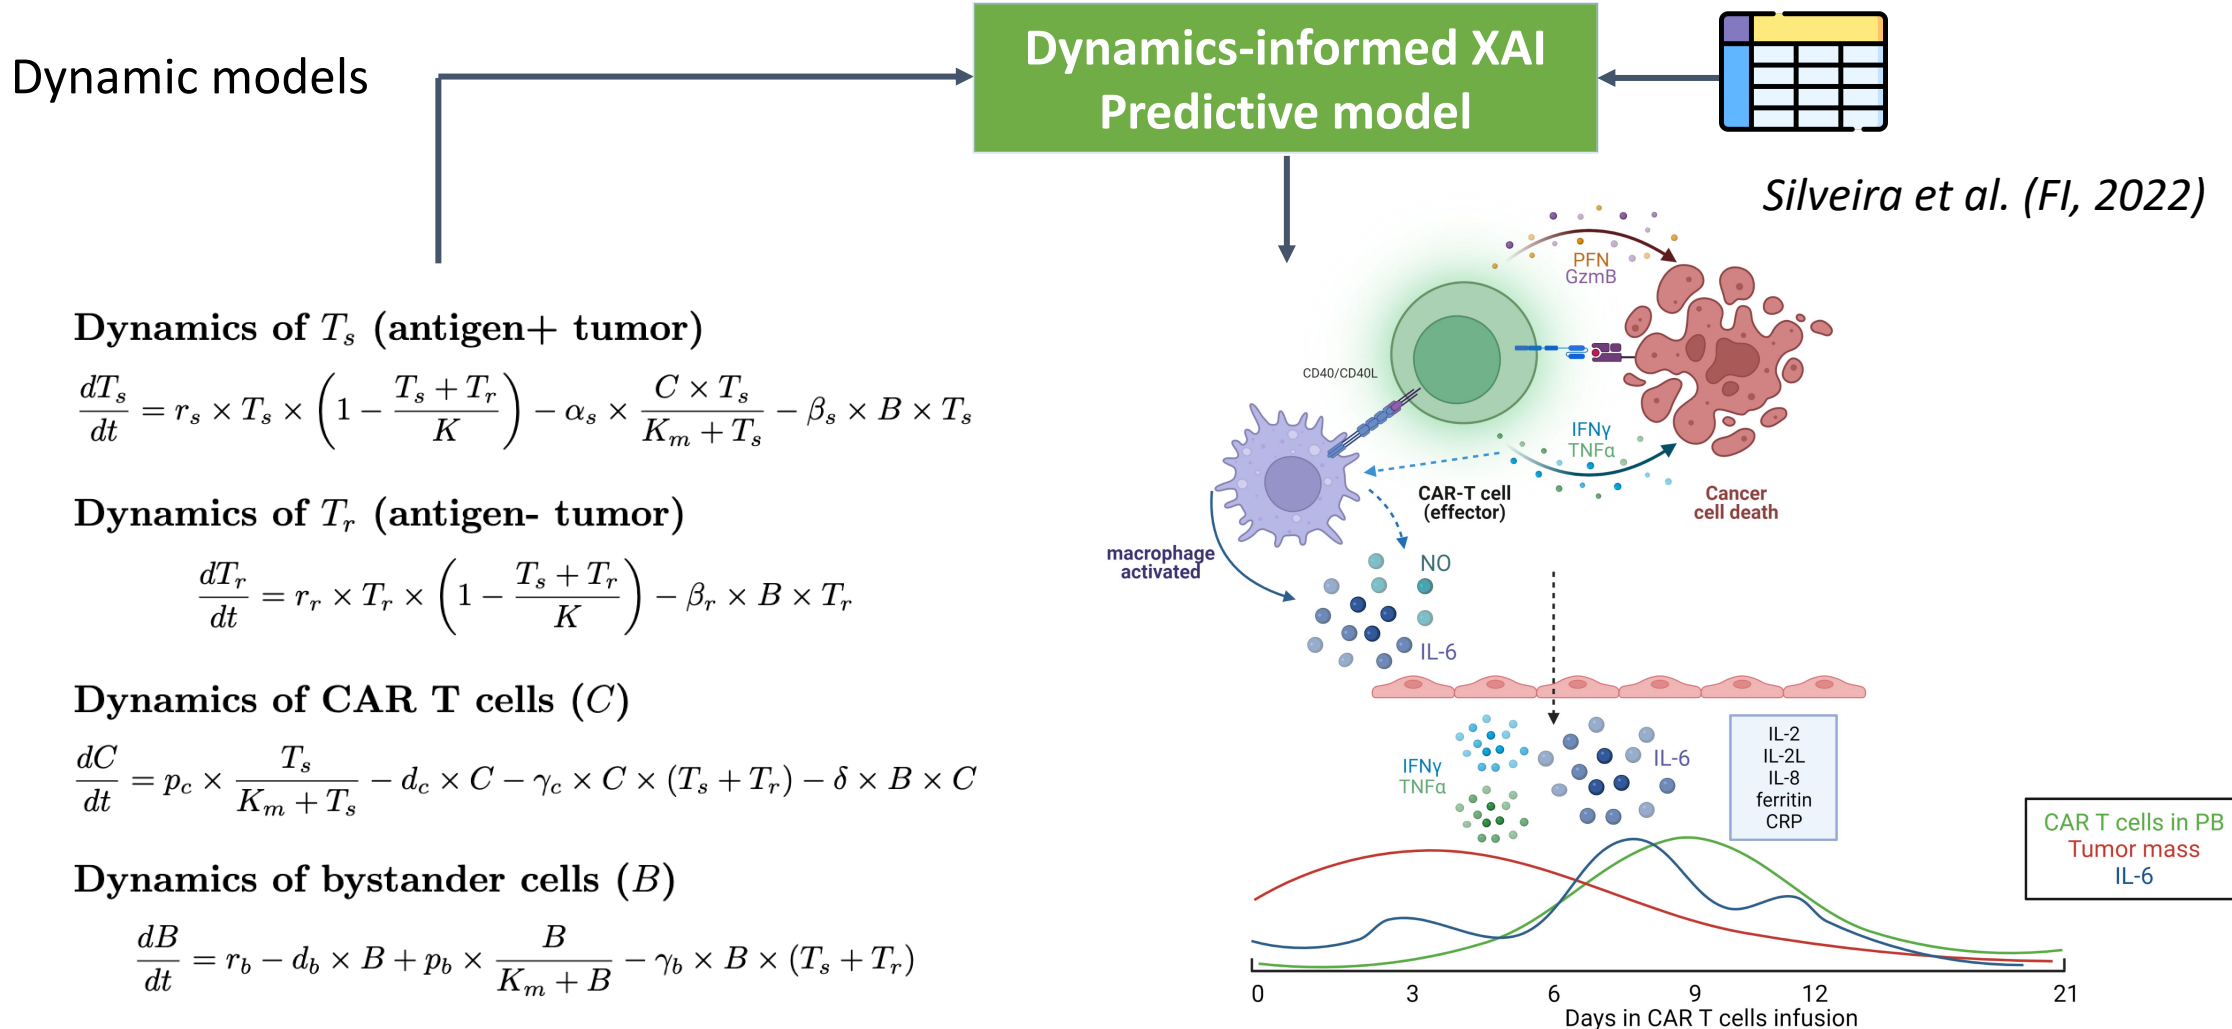 Dynamic models
Dynamics-informed XAI
Predictive model
Silveira et al. (FI, 2022)
Dynamics of T_s (antigen+ tumor)
dT_s/dt = r_s × T_s × (1 − (T_s + T_r)/K) − α_s × (C × T_s)/(K_m + T_s) − β_s × B × T_s
Dynamics of T_r (antigen- tumor)
dT_r/dt = r_r × T_r × (1 − (T_s + T_r)/K) − β_r × B × T_r
Dynamics of CAR T cells (C)
dC/dt = p_c × T_s/(K_m + T_s) − d_c × C − γ_c × C × (T_s + T_r) − δ × B × C
Dynamics of bystander cells (B)
dB/dt = r_b − d_b × B + p_b × B/(K_m + B) − γ_b × B × (T_s + T_r)
PFN
GzmB
CD40/CD40L
IFNγ
TNFα
CAR-T cell
(effector)
Cancer
cell death
macrophage
activated
NO
IL-6
IFNγ
TNFα
IL-6
IL-2
IL-2L
IL-8
ferritin
CRP
CAR T cells in PB
Tumor mass
IL-6
0 3 6 9 12 21
Days in CAR T cells infusion